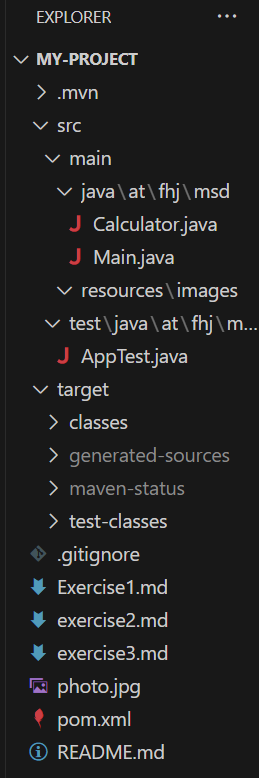 EXPLORER ...
MY-PROJECT
.mvn
src
main
java\at\fhj\msd
Calculator.java
Main.java
resources\images
test\java\at\fhj\m...
AppTest.java
target
classes
generated-sources
maven-status
test-classes
.gitignore
Exercise1.md
exercise2.md
exercise3.md
photo.jpg
pom.xml
README.md